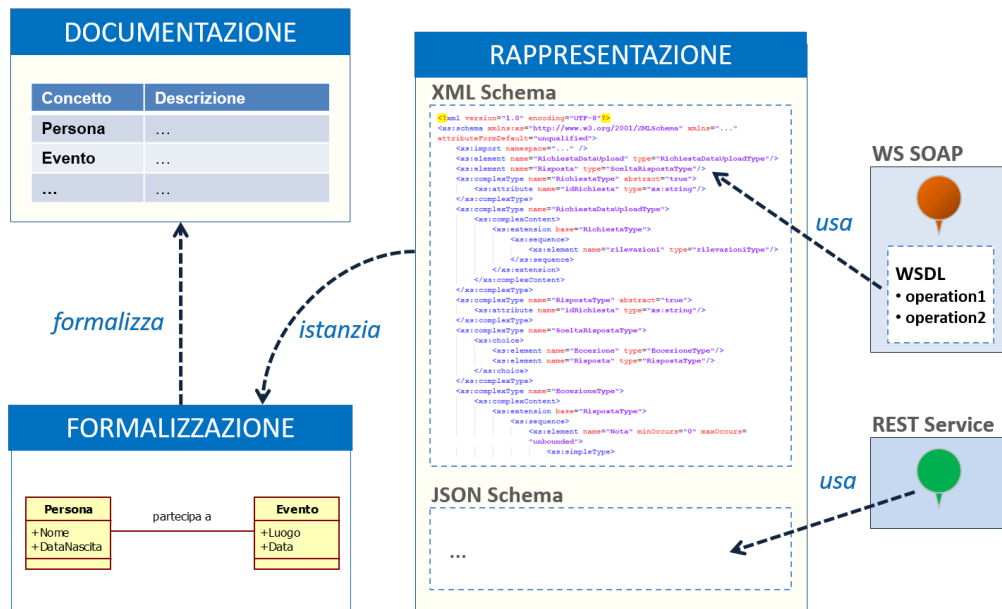 DOCUMENTAZIONE
Concetto Descrizione
Persona ...
Evento ...
... ...
formalizza
istanzia
FORMALIZZAZIONE
Persona
+Nome
+DataNascita
partecipa a
Evento
+Luogo
+Data
RAPPRESENTAZIONE
XML Schema
<?xml version="1.0" encoding="UTF-8"?>
<xs:schema xmlns:xs="http://www.w3.org/2001/XMLSchema" xmlns="..."
attributeFormDefault="unqualified">
<xs:import namespace="..." />
<xs:element name="RichiestaDataUpload" type="RichiestaDataUploadType"/>
<xs:element name="Risposta" type="SceltaRispostaType"/>
<xs:complexType name="RichiestaType" abstract="true">
<xs:attribute name="idRichiesta" type="xs:string"/>
</xs:complexType>
<xs:complexType name="RichiestaDataUploadType">
<xs:complexContent>
<xs:extension base="RichiestaType">
<xs:sequence>
<xs:element name="rilevazioni" type="rilevazioniType"/>
</xs:sequence>
</xs:extension>
</xs:complexContent>
</xs:complexType>
<xs:complexType name="RispostaType" abstract="true">
<xs:attribute name="idRichiesta" type="xs:string"/>
</xs:complexType>
<xs:complexType name="SceltaRispostaType">
<xs:choice>
<xs:element name="Eccezione" type="EccezioneType"/>
<xs:element name="Risposta" type="RispostaType"/>
</xs:choice>
</xs:complexType>
<xs:complexType name="EccezioneType">
<xs:complexContent>
<xs:extension base="RispostaType">
<xs:sequence>
<xs:element name="Nota" minOccurs="0" maxOccurs=
"unbounded">
<xs:simpleType>
JSON Schema
...
usa
usa
WS SOAP
WSDL
• operation1
• operation2
REST Service